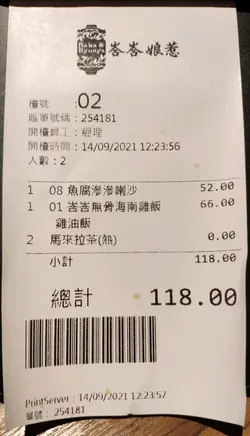 Baba & Nyonya
峇峇娘惹
檯號 :02
賬單號碼 : 254181
開檯員工 : 經理
開檯時間 : 14/09/2021 12:23:56
人數 : 2
1 08 魚腐滲滲喇沙 52.00
1 01 峇峇無骨海南雞飯 66.00
雞油飯
2 馬來拉茶(熱) 0.00
小計 118.00
總計 118.00
PrintServer : 14/09/2021 12:23:57
單號 : 254181